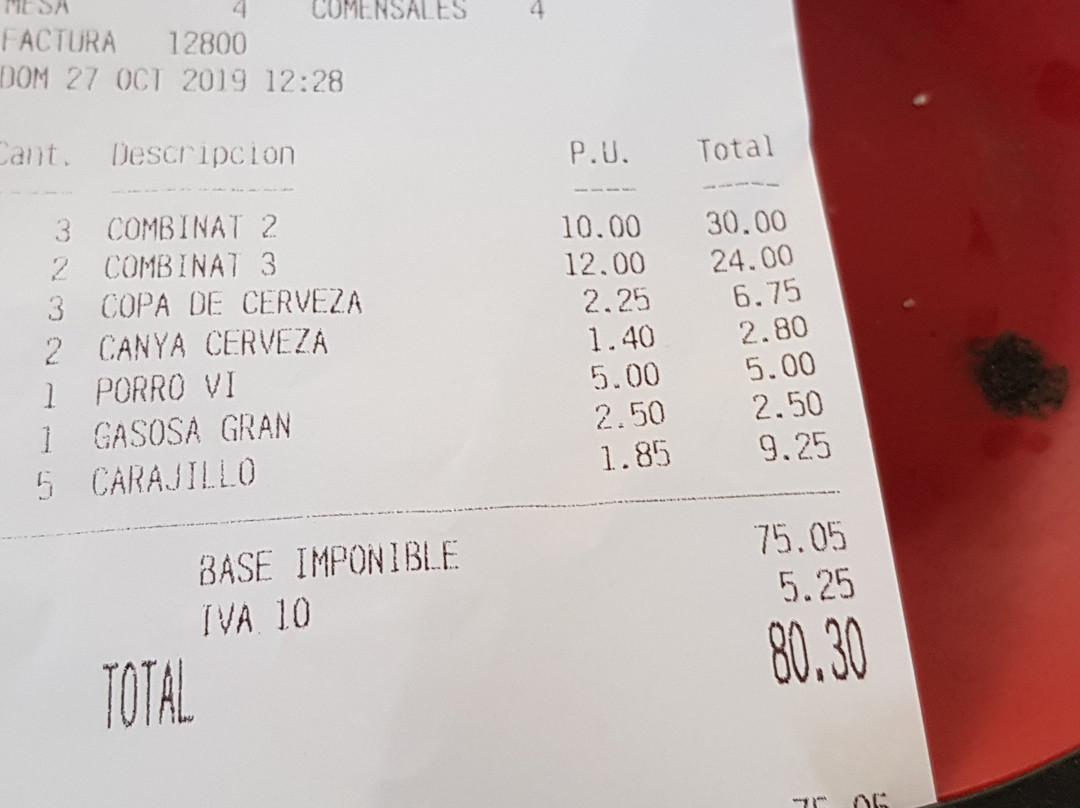 MESA 4 COMENSALES 4
FACTURA 12800
DOM 27 OCT 2019 12:28
Cant. Descripcion P.U. Total
3 COMBINAT 2 10.00 30.00
2 COMBINAT 3 12.00 24.00
3 COPA DE CERVEZA 2.25 6.75
2 CANYA CERVEZA 1.40 2.80
1 PORRO VI 5.00 5.00
1 GASOSA GRAN 2.50 2.50
5 CARAJILLO 1.85 9.25
BASE IMPONIBLE 75.05
IVA 10 5.25
TOTAL 80.30